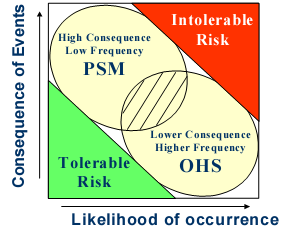 Consequence of Events
High Consequence
Low Frequency
PSM
Intolerable
Risk
Lower Consequence
Higher Frequency
OHS
Tolerable
Risk
Likelihood of occurrence